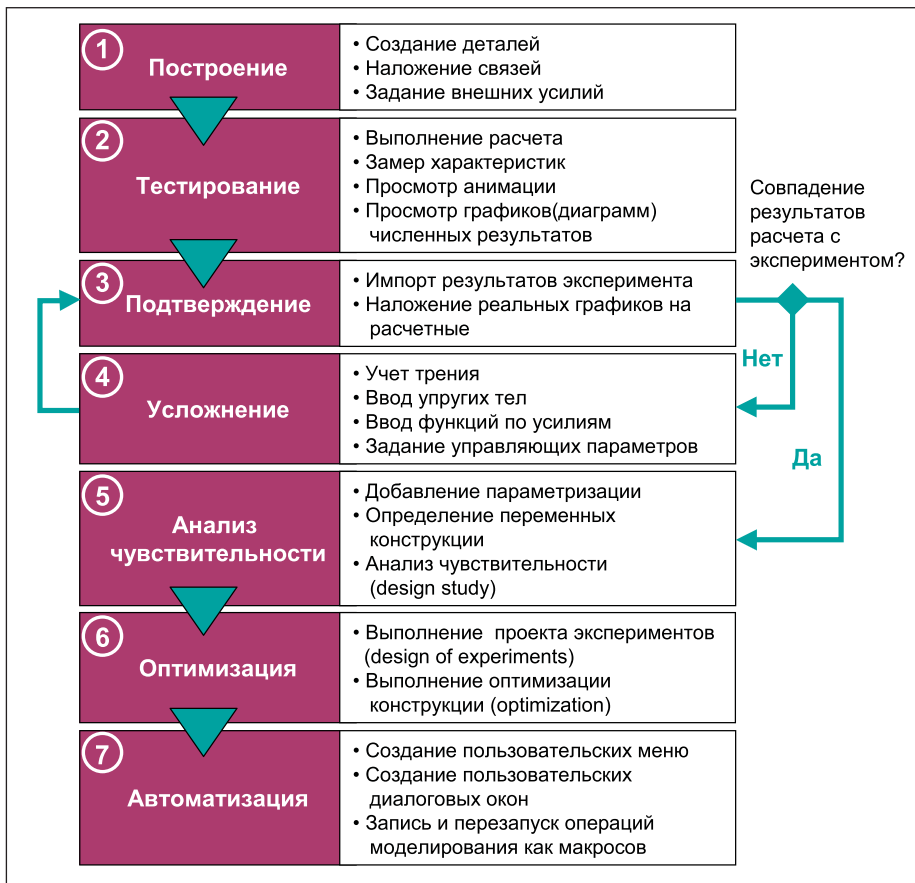 1
Построение
• Создание деталей
• Наложение связей
• Задание внешних усилий
2
Тестирование
• Выполнение расчета
• Замер характеристик
• Просмотр анимации
• Просмотр графиков(диаграмм)
численных результатов
Совпадение
результатов
расчета с
экспериментом?
3
Подтверждение
• Импорт результатов эксперимента
• Наложение реальных графиков на
расчетные
Нет
Да
4
Усложнение
• Учет трения
• Ввод упругих тел
• Ввод функций по усилиям
• Задание управляющих параметров
5
Анализ
чувствительности
• Добавление параметризации
• Определение переменных
конструкции
• Анализ чувствительности
(design study)
6
Оптимизация
• Выполнение проекта экспериментов
(design of experiments)
• Выполнение оптимизации
конструкции (optimization)
7
Автоматизация
• Создание пользовательских меню
• Создание пользовательских
диалоговых окон
• Запись и перезапуск операций
моделирования как макросов